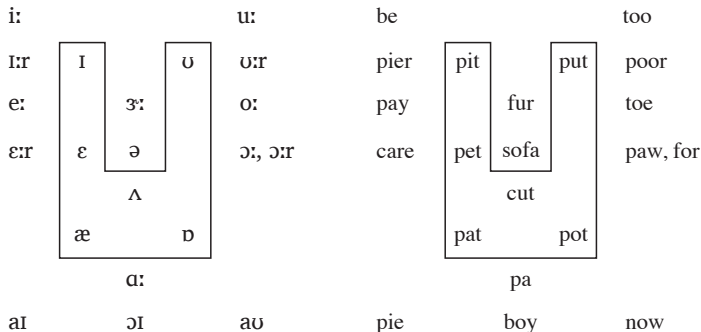 iː uː be too
ɪːr ɪ ʊ ʊːr pier pit put poor
eː ɝː oː pay fur toe
ɛːr ɛ ə ɔː, ɔːr care pet sofa paw, for
ʌ cut
æ ɒ pat pot
ɑː pa
aɪ ɔɪ aʊ pie boy now